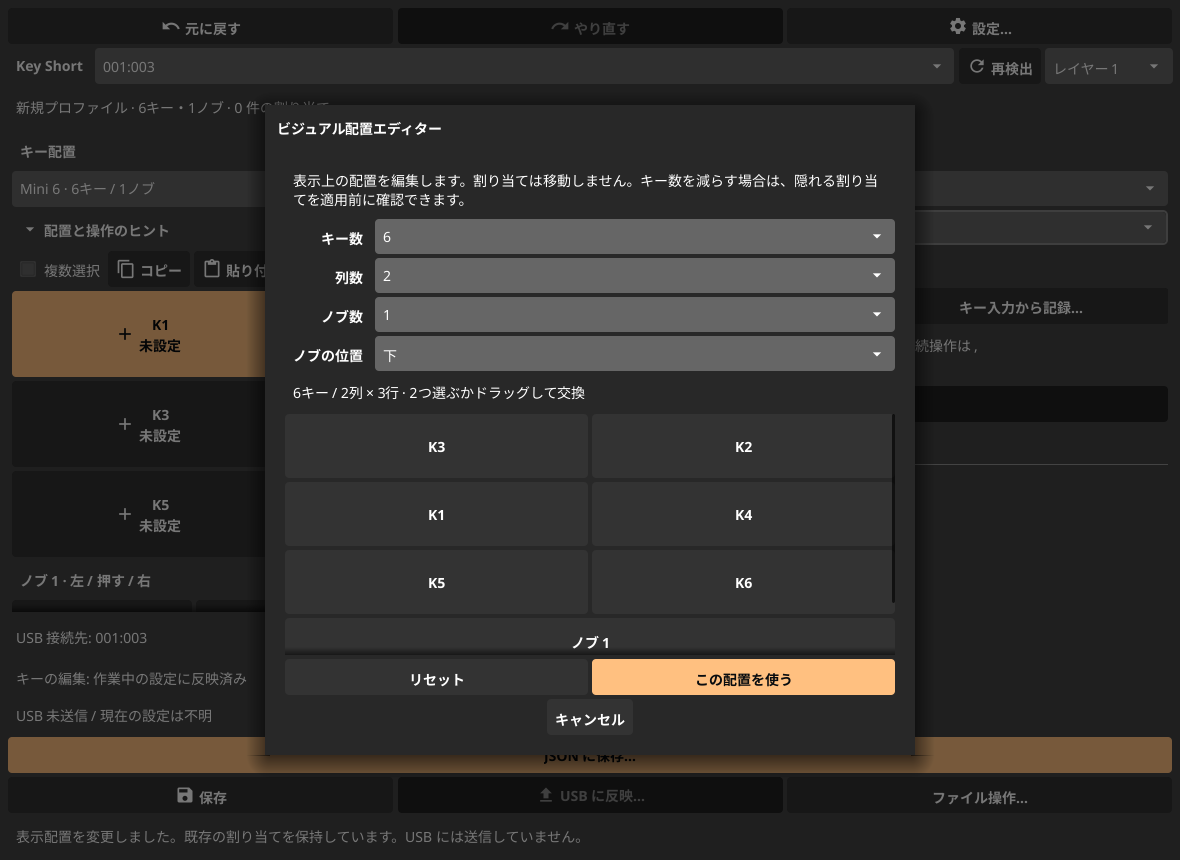 元に戻す
やり直す
設定...
Key Short
001:003
再検出
レイヤー 1
新規プロファイル · 6キー・1ノブ · 0 件の割り当て
キー配置
Mini 6 · 6キー / 1ノブ
配置と操作のヒント
複数選択
コピー
貼り付
K1
未設定
K3
未設定
K5
未設定
ノブ 1 · 左 / 押す / 右
キー入力から記録...
続操作は ,
ビジュアル配置エディター
表示上の配置を編集します。割り当ては移動しません。キー数を減らす場合は、隠れる割り当
てを適用前に確認できます。
キー数
6
列数
2
ノブ数
1
ノブの位置
下
6キー / 2列 × 3行 · 2つ選ぶかドラッグして交換
K3
K2
K1
K4
K5
K6
ノブ 1
リセット
この配置を使う
キャンセル
USB 接続先: 001:003
キーの編集: 作業中の設定に反映済み
USB 未送信 / 現在の設定は不明
JSON に保存...
保存
USB に反映...
ファイル操作...
表示配置を変更しました。既存の割り当てを保持しています。USB には送信していません。